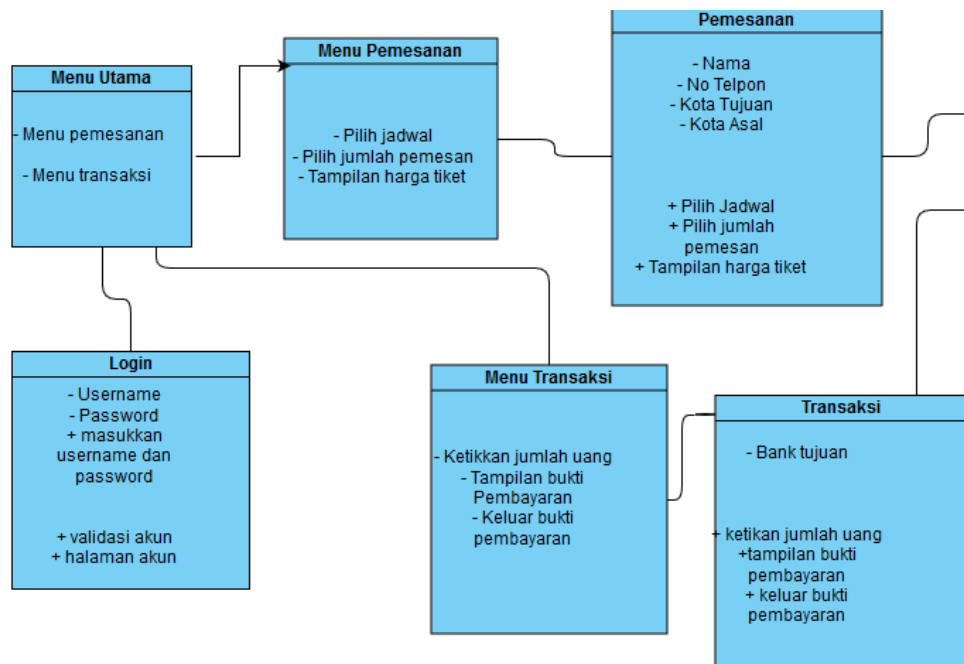 Menu Utama
- Menu pemesanan
- Menu transaksi
Menu Pemesanan
- Pilih jadwal
- Pilih jumlah pemesan
- Tampilan harga tiket
Pemesanan
- Nama
- No Telpon
- Kota Tujuan
- Kota Asal
+ Pilih Jadwal
+ Pilih jumlah
pemesan
+ Tampilan harga tiket
Login
- Username
- Password
+ masukkan
username dan
password
+ validasi akun
+ halaman akun
Menu Transaksi
- Ketikkan jumlah uang
- Tampilan bukti
Pembayaran
- Keluar bukti
pembayaran
Transaksi
- Bank tujuan
+ ketikan jumlah uang
+tampilan bukti
pembayaran
+ keluar bukti
pembayaran